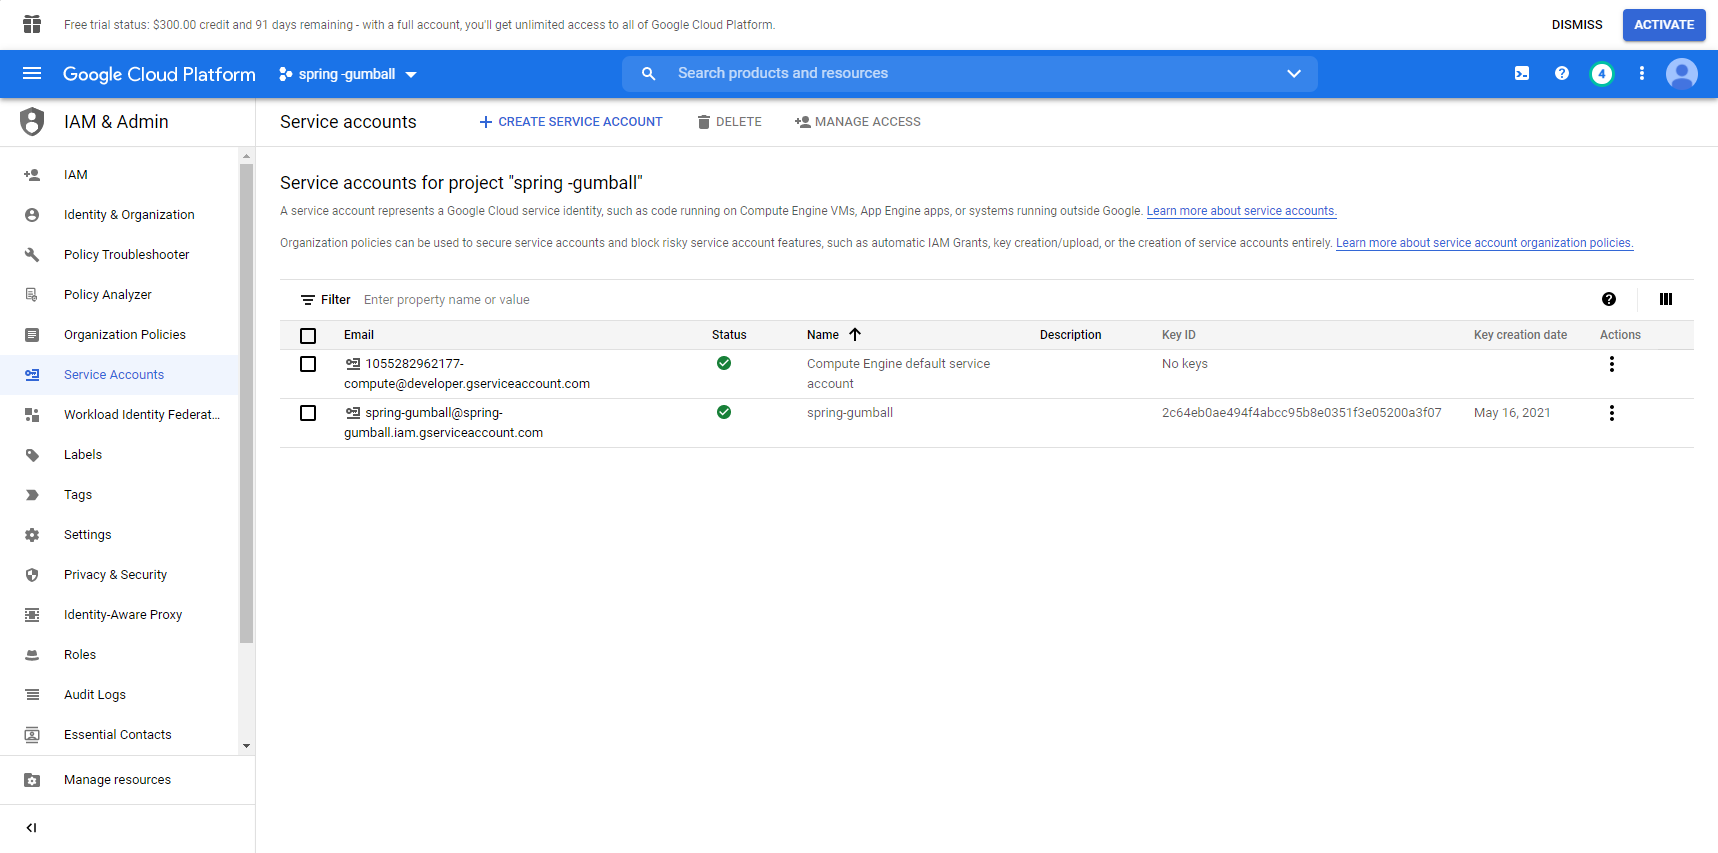 Free trial status: $300.00 credit and 91 days remaining - with a full account, you'll get unlimited access to all of Google Cloud Platform.
DISMISS
ACTIVATE
Google Cloud Platform
spring -gumball
Search products and resources
4
IAM & Admin
Service accounts
CREATE SERVICE ACCOUNT
DELETE
MANAGE ACCESS
IAM
Identity & Organization
Policy Troubleshooter
Policy Analyzer
Organization Policies
Service Accounts
Workload Identity Federat...
Labels
Tags
Settings
Privacy & Security
Identity-Aware Proxy
Roles
Audit Logs
Essential Contacts
Manage resources
Service accounts for project "spring -gumball"
A service account represents a Google Cloud service identity, such as code running on Compute Engine VMs, App Engine apps, or systems running outside Google. Learn more about service accounts.
Organization policies can be used to secure service accounts and block risky service account features, such as automatic IAM Grants, key creation/upload, or the creation of service accounts entirely. Learn more about service account organization policies.
Filter Enter property name or value
Email Status Name Description Key ID Key creation date Actions
1055282962177-
compute@developer.gserviceaccount.com
Compute Engine default service
account
No keys
spring-gumball@spring-
gumball.iam.gserviceaccount.com
spring-gumball
2c64eb0ae494f4abcc95b8e0351f3e05200a3f07
May 16, 2021